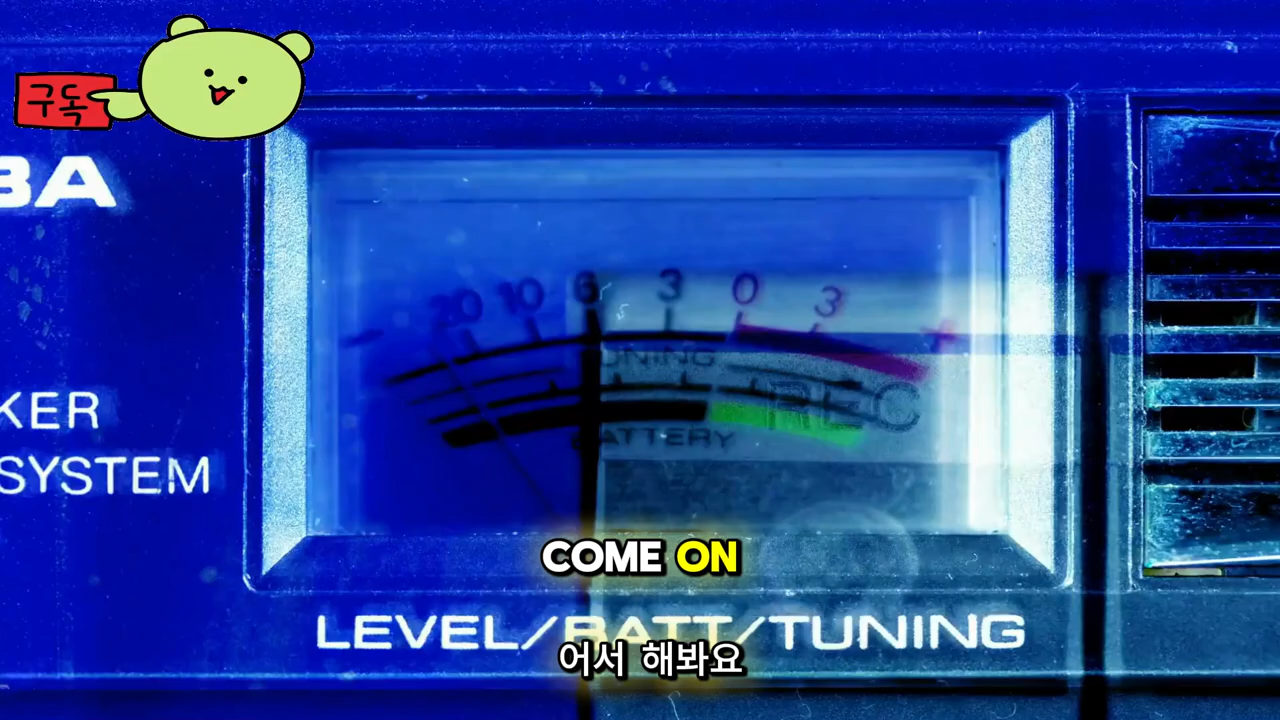 구독
BA
20 10 6 3 0 3 +
TUNING
REC
BATTERY
KER
SYSTEM
COME ON
LEVEL/BATT/TUNING
어서 해봐요